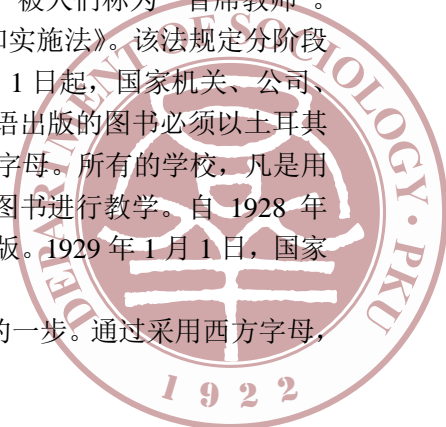 被人们称为“首席教师”。
和实施法》。该法规定分阶段
1 日起，国家机关、公司、
语出版的图书必须以土耳其
字母。所有的学校，凡是用
图书进行教学。自 1928 年
版。1929 年 1 月 1 日，国家
的一步。通过采用西方字母，
DEPARTMENT OF SOCIOLOGY · PKU
1922